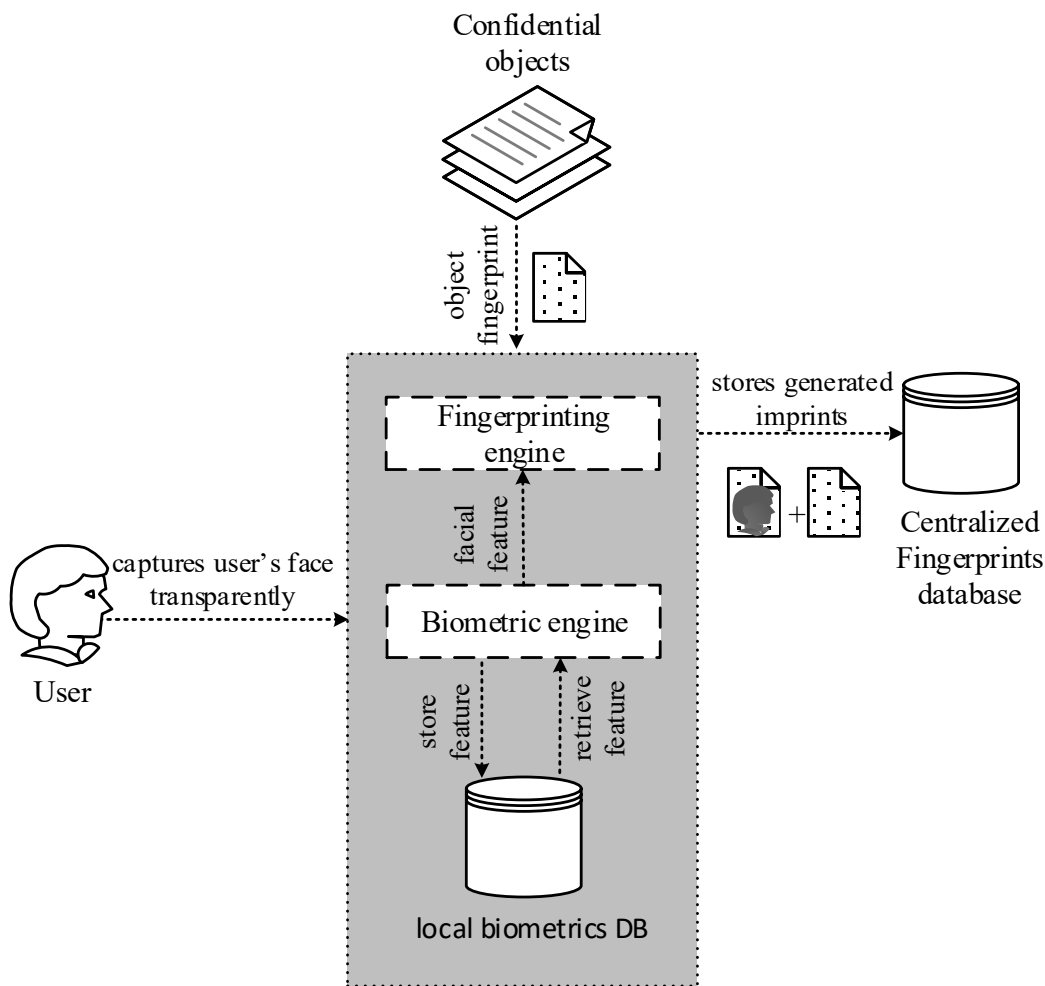 Confidential
objects
object
fingerprint
stores generated
imprints
Fingerprinting
engine
facial
feature
+
Centralized
Fingerprints
database
captures user’s face
transparently
Biometric engine
User
store
feature
retrieve
feature
local biometrics DB